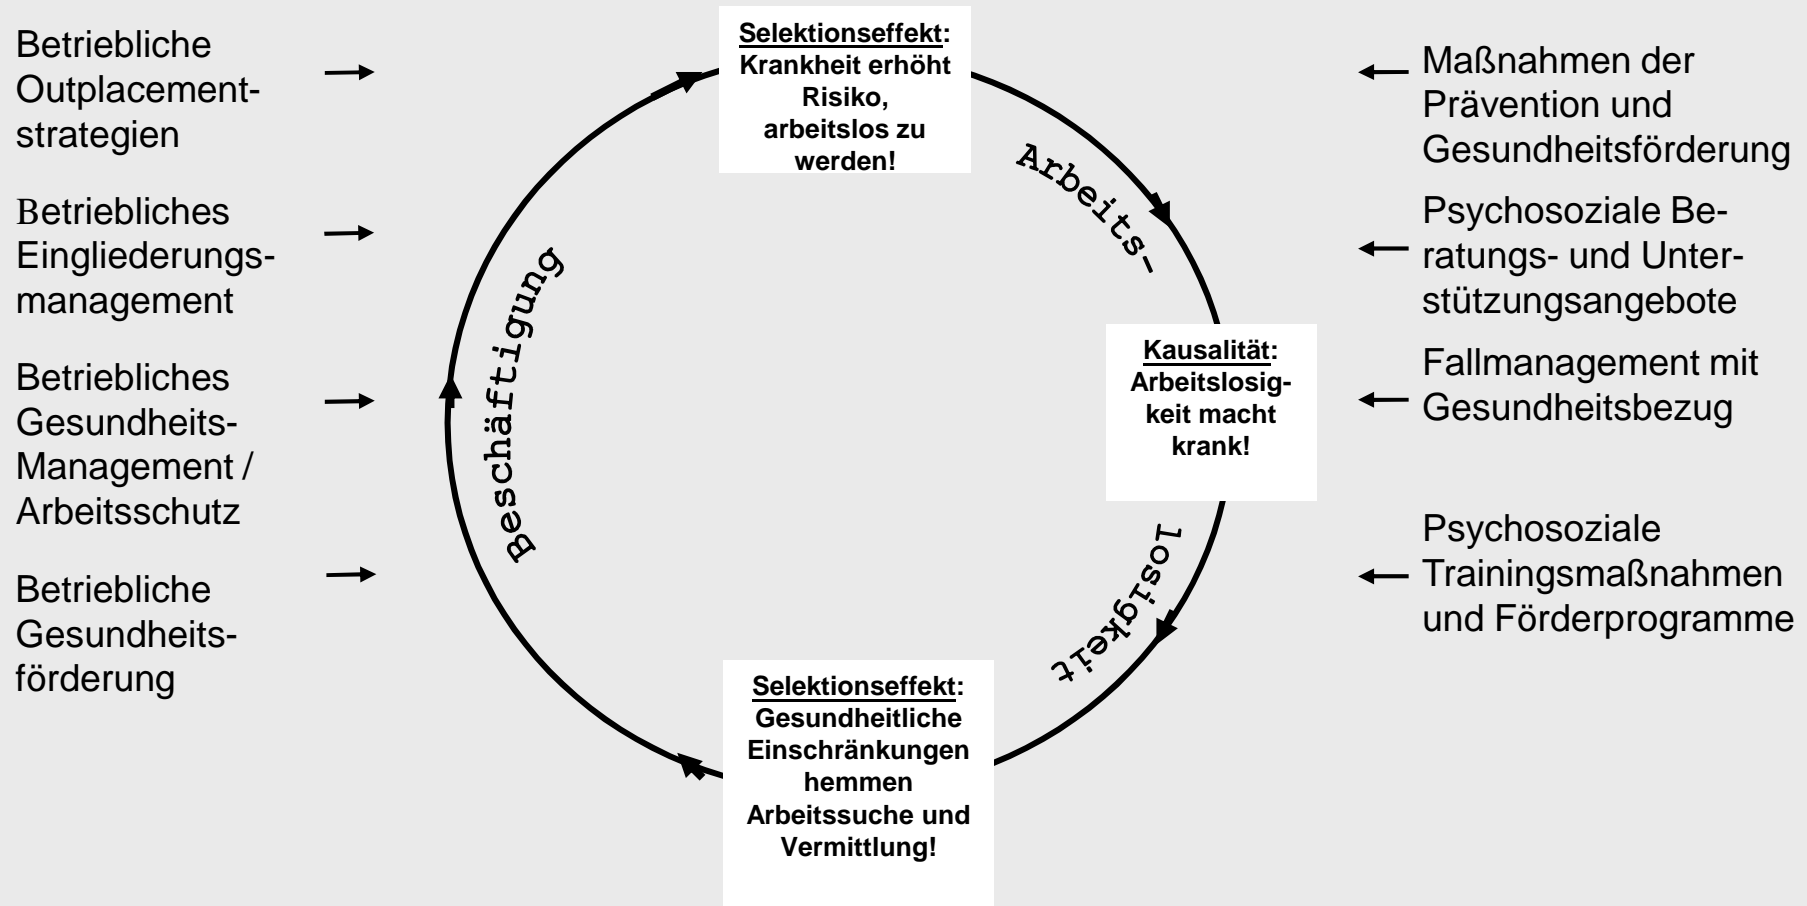 Betriebliche
Outplacement-
strategien
Betriebliches
Eingliederungs-
management
Betriebliches
Gesundheits-
Management /
Arbeitsschutz
Betriebliche
Gesundheits-
förderung
Beschäftigung
Selektionseffekt:
Krankheit erhöht
Risiko,
arbeitslos zu
werden!
Arbeits-
Kausalität:
Arbeitslosig-
keit macht
krank!
losigkeit
Selektionseffekt:
Gesundheitliche
Einschränkungen
hemmen
Arbeitssuche und
Vermittlung!
Maßnahmen der
Prävention und
Gesundheitsförderung
Psychosoziale Be-
ratungs- und Unter-
stützungsangebote
Fallmanagement mit
Gesundheitsbezug
Psychosoziale
Trainingsmaßnahmen
und Förderprogramme